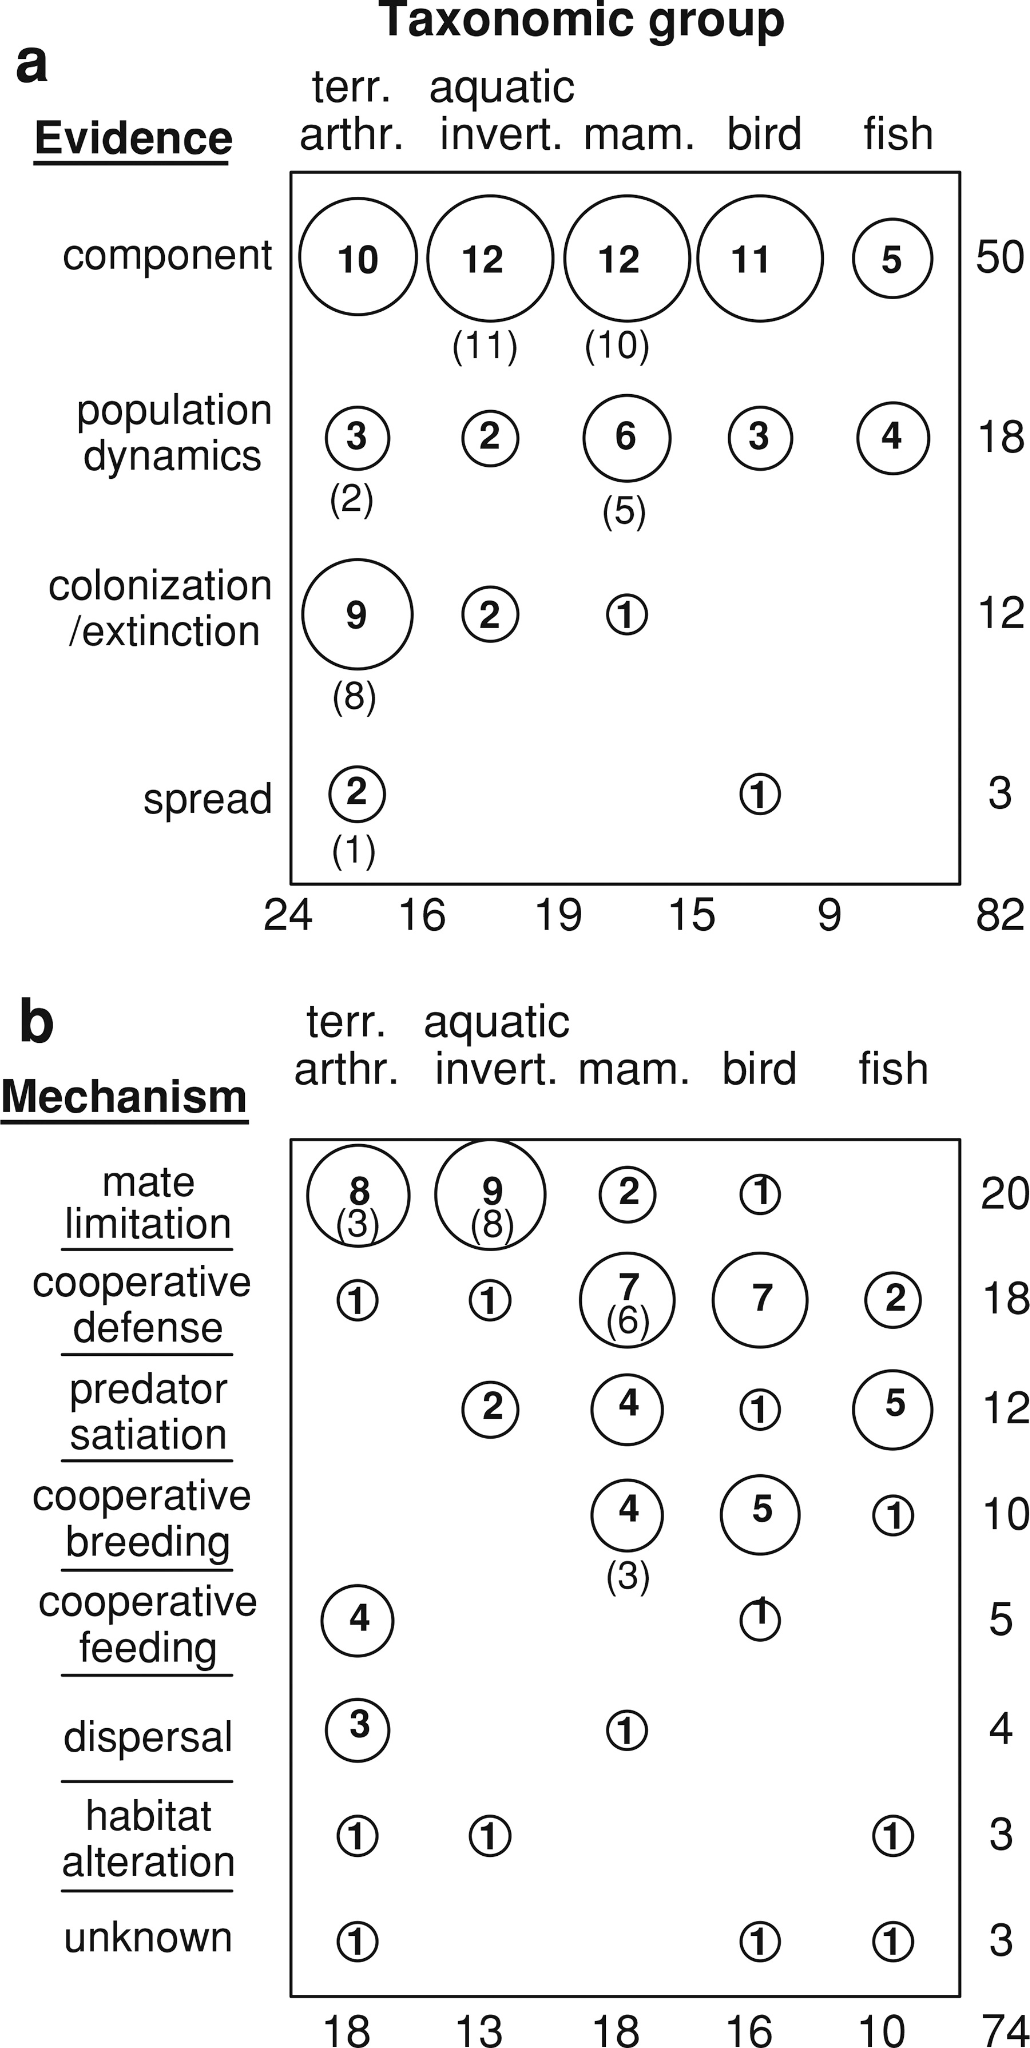 Taxonomic group
a
terr. aquatic
Evidence arthr. invert. mam. bird fish
component 10 12 12 11 5 50
(11) (10)
population
dynamics 3 2 6 3 4 18
(2) (5)
colonization
/extinction 9 2 1 12
(8)
spread 2 1 3
(1)
24 16 19 15 9 82
b
terr. aquatic
arthr. invert. mam. bird fish
Mechanism
mate 8 9 2 1 20
limitation (3) (8)
cooperative 1 1 7 7 2 18
defense (6)
predator 2 4 1 5 12
satiation
cooperative 4 5 1 10
breeding
(3)
cooperative 4 1 5
feeding
dispersal 3 1 4
habitat 1 1 1 3
alteration
unknown 1 1 1 3
18 13 18 16 10 74